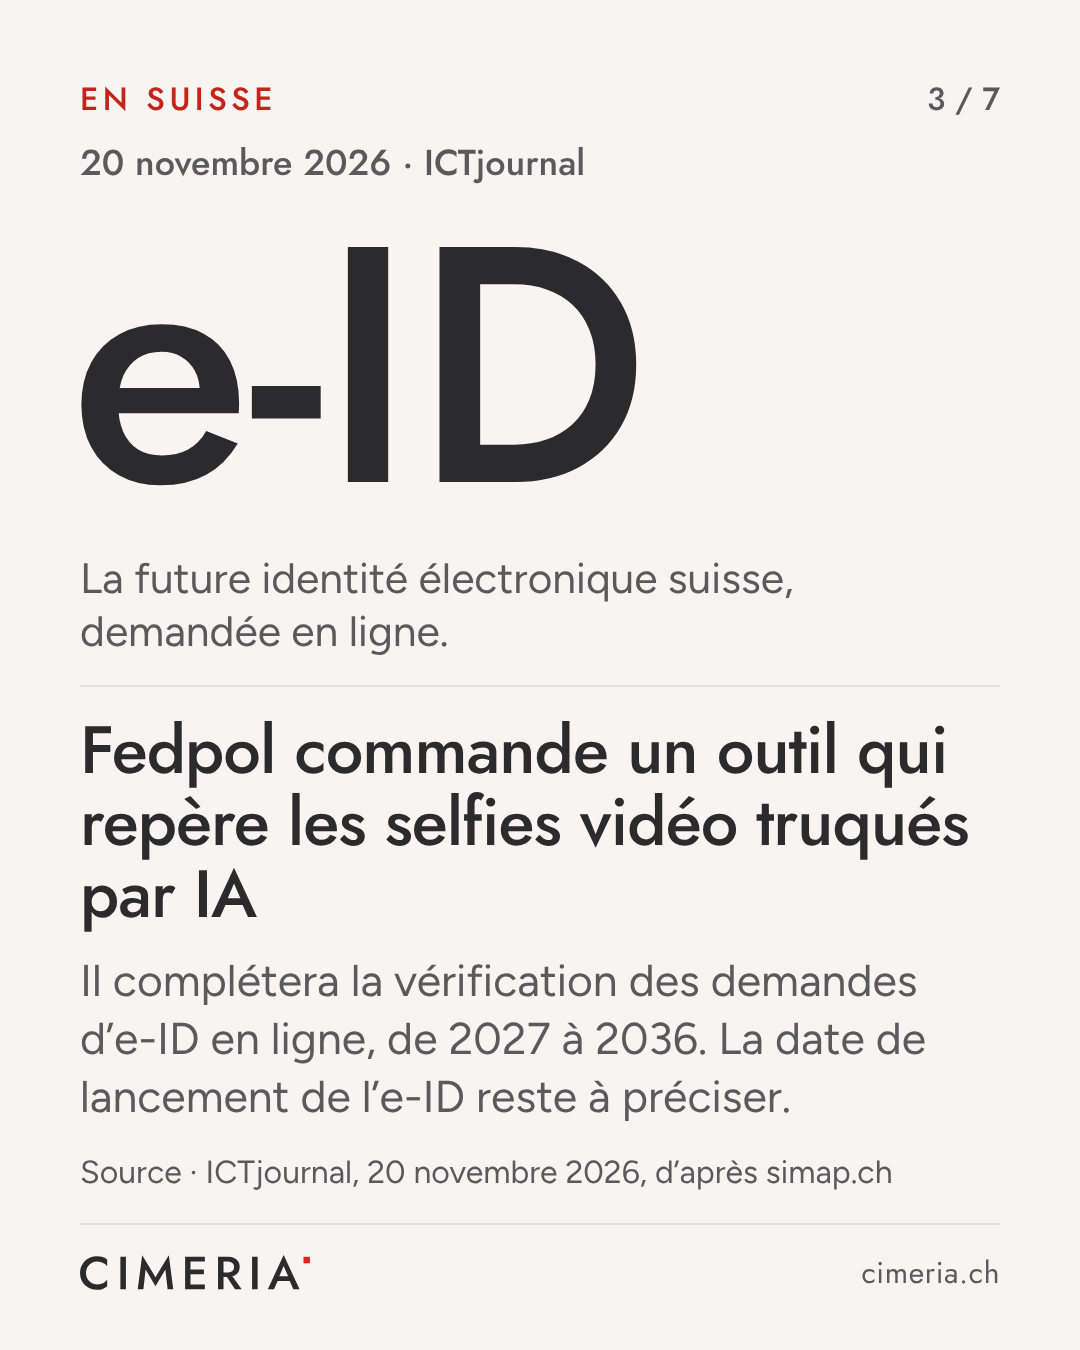 EN SUISSE
3 / 7
20 novembre 2026 · ICTjournal
e-ID
La future identité électronique suisse,
demandée en ligne.
Fedpol commande un outil qui
repère les selfies vidéo truqués
par IA
Il complétera la vérification des demandes
d’e-ID en ligne, de 2027 à 2036. La date de
lancement de l’e-ID reste à préciser.
Source · ICTjournal, 20 novembre 2026, d’après simap.ch
CIMERIA
cimeria.ch